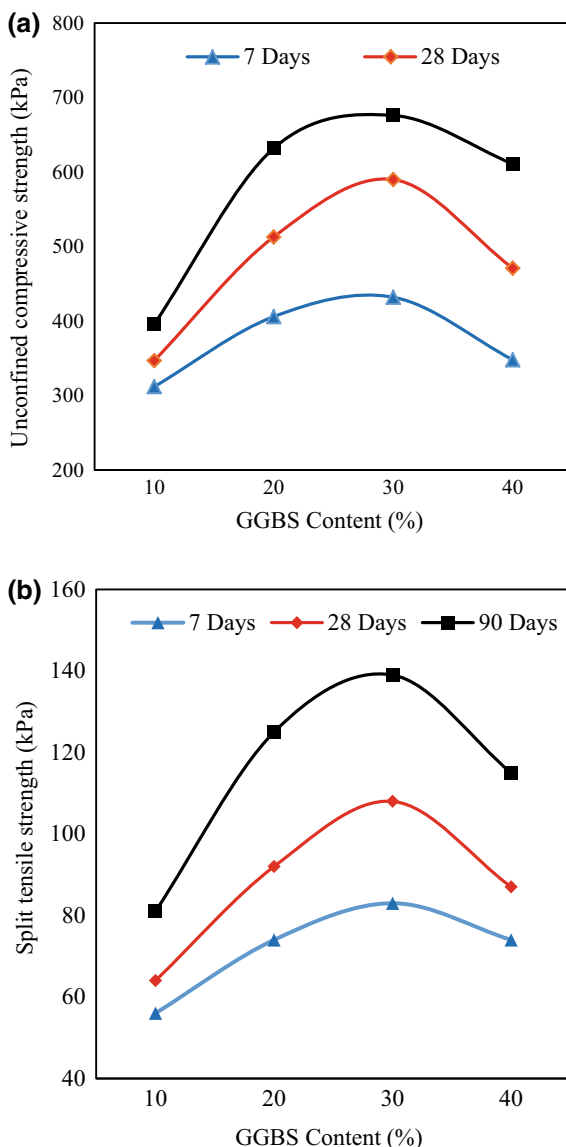 (a)
800
7 Days
28 Days
700
600
500
400
300
200
Unconfined compressive strength (kPa)
10 20 30 40
GGBS Content (%)
(b)
160
7 Days
28 Days
90 Days
140
120
100
80
60
40
Split tensile strength (kPa)
10 20 30 40
GGBS Content (%)